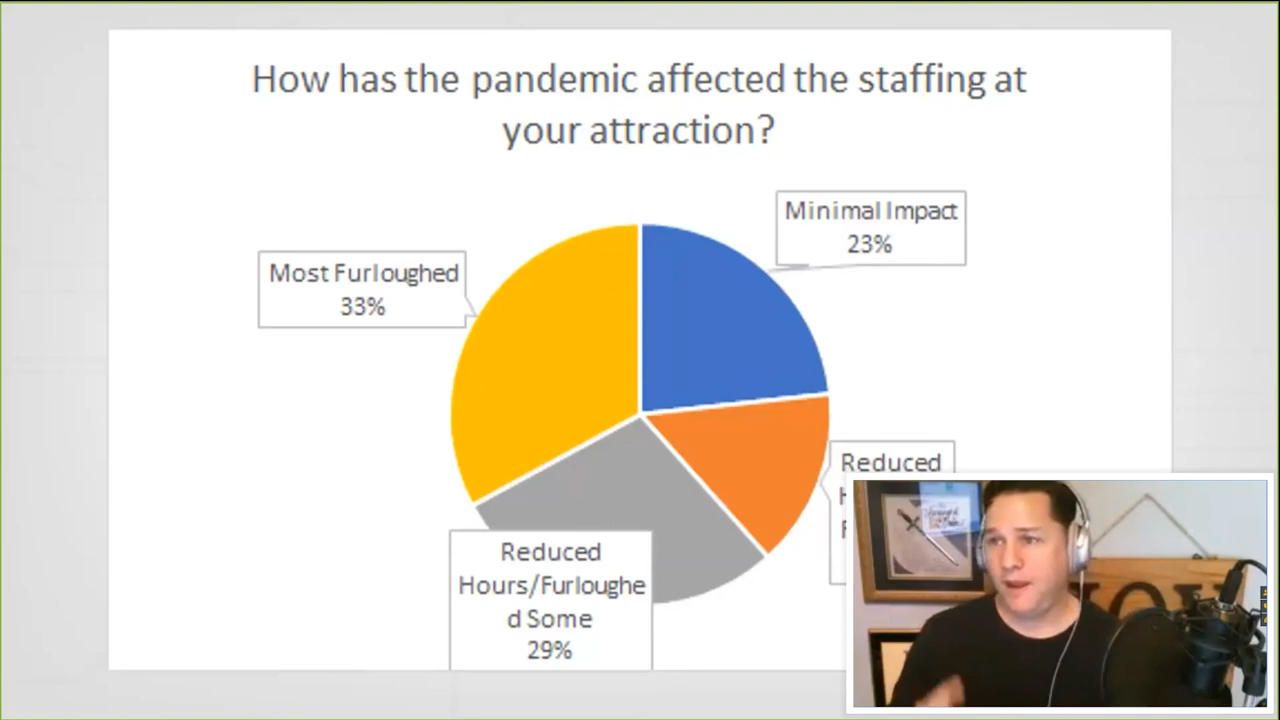 How has the pandemic affected the staffing at
your attraction?
Minimal Impact
23%
Most Furloughed
33%
Reduced
Reduced
Hours/Furloughe
d Some
29%